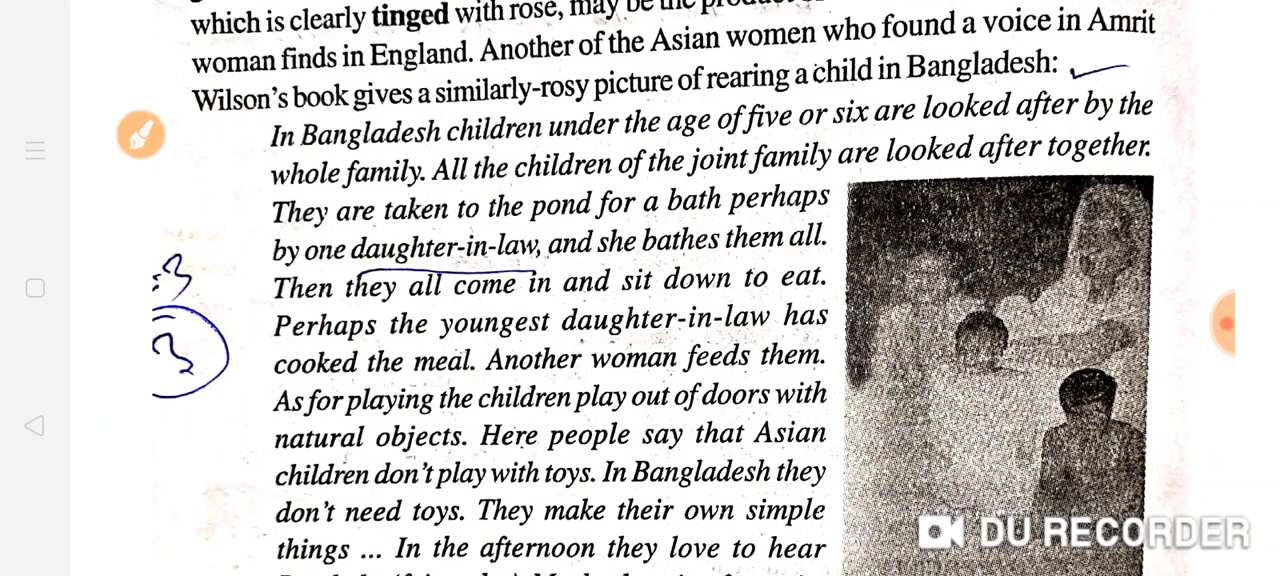 which is clearly tinged with rose, may be the product
woman finds in England. Another of the Asian women who found a voice in Amrit
Wilson's book gives a similarly-rosy picture of rearing a child in Bangladesh:
In Bangladesh children under the age of five or six are looked after by the
whole family. All the children of the joint family are looked after together.
They are taken to the pond for a bath perhaps
by one daughter-in-law, and she bathes them all.
Then they all come in and sit down to eat.
Perhaps the youngest daughter-in-law has
cooked the meal. Another woman feeds them.
As for playing the children play out of doors with
natural objects. Here people say that Asian
children don't play with toys. In Bangladesh they
don't need toys. They make their own simple
things ... In the afternoon they love to hear
DU RECORDER